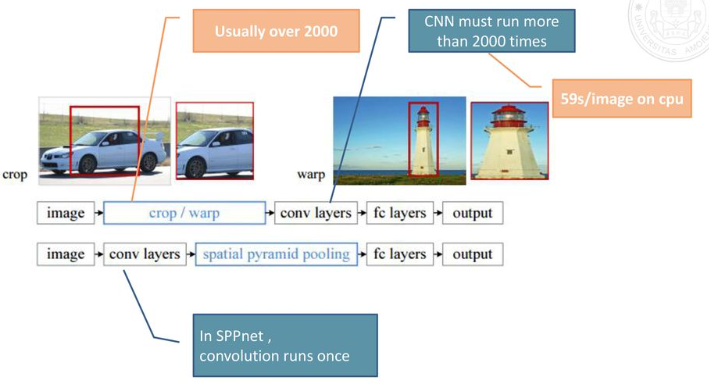 Usually over 2000
CNN must run more
than 2000 times
59s/image on cpu
crop
warp
image
crop / warp
conv layers
fc layers
output
image
conv layers
spatial pyramid pooling
fc layers
output
In SPPnet ,
convolution runs once